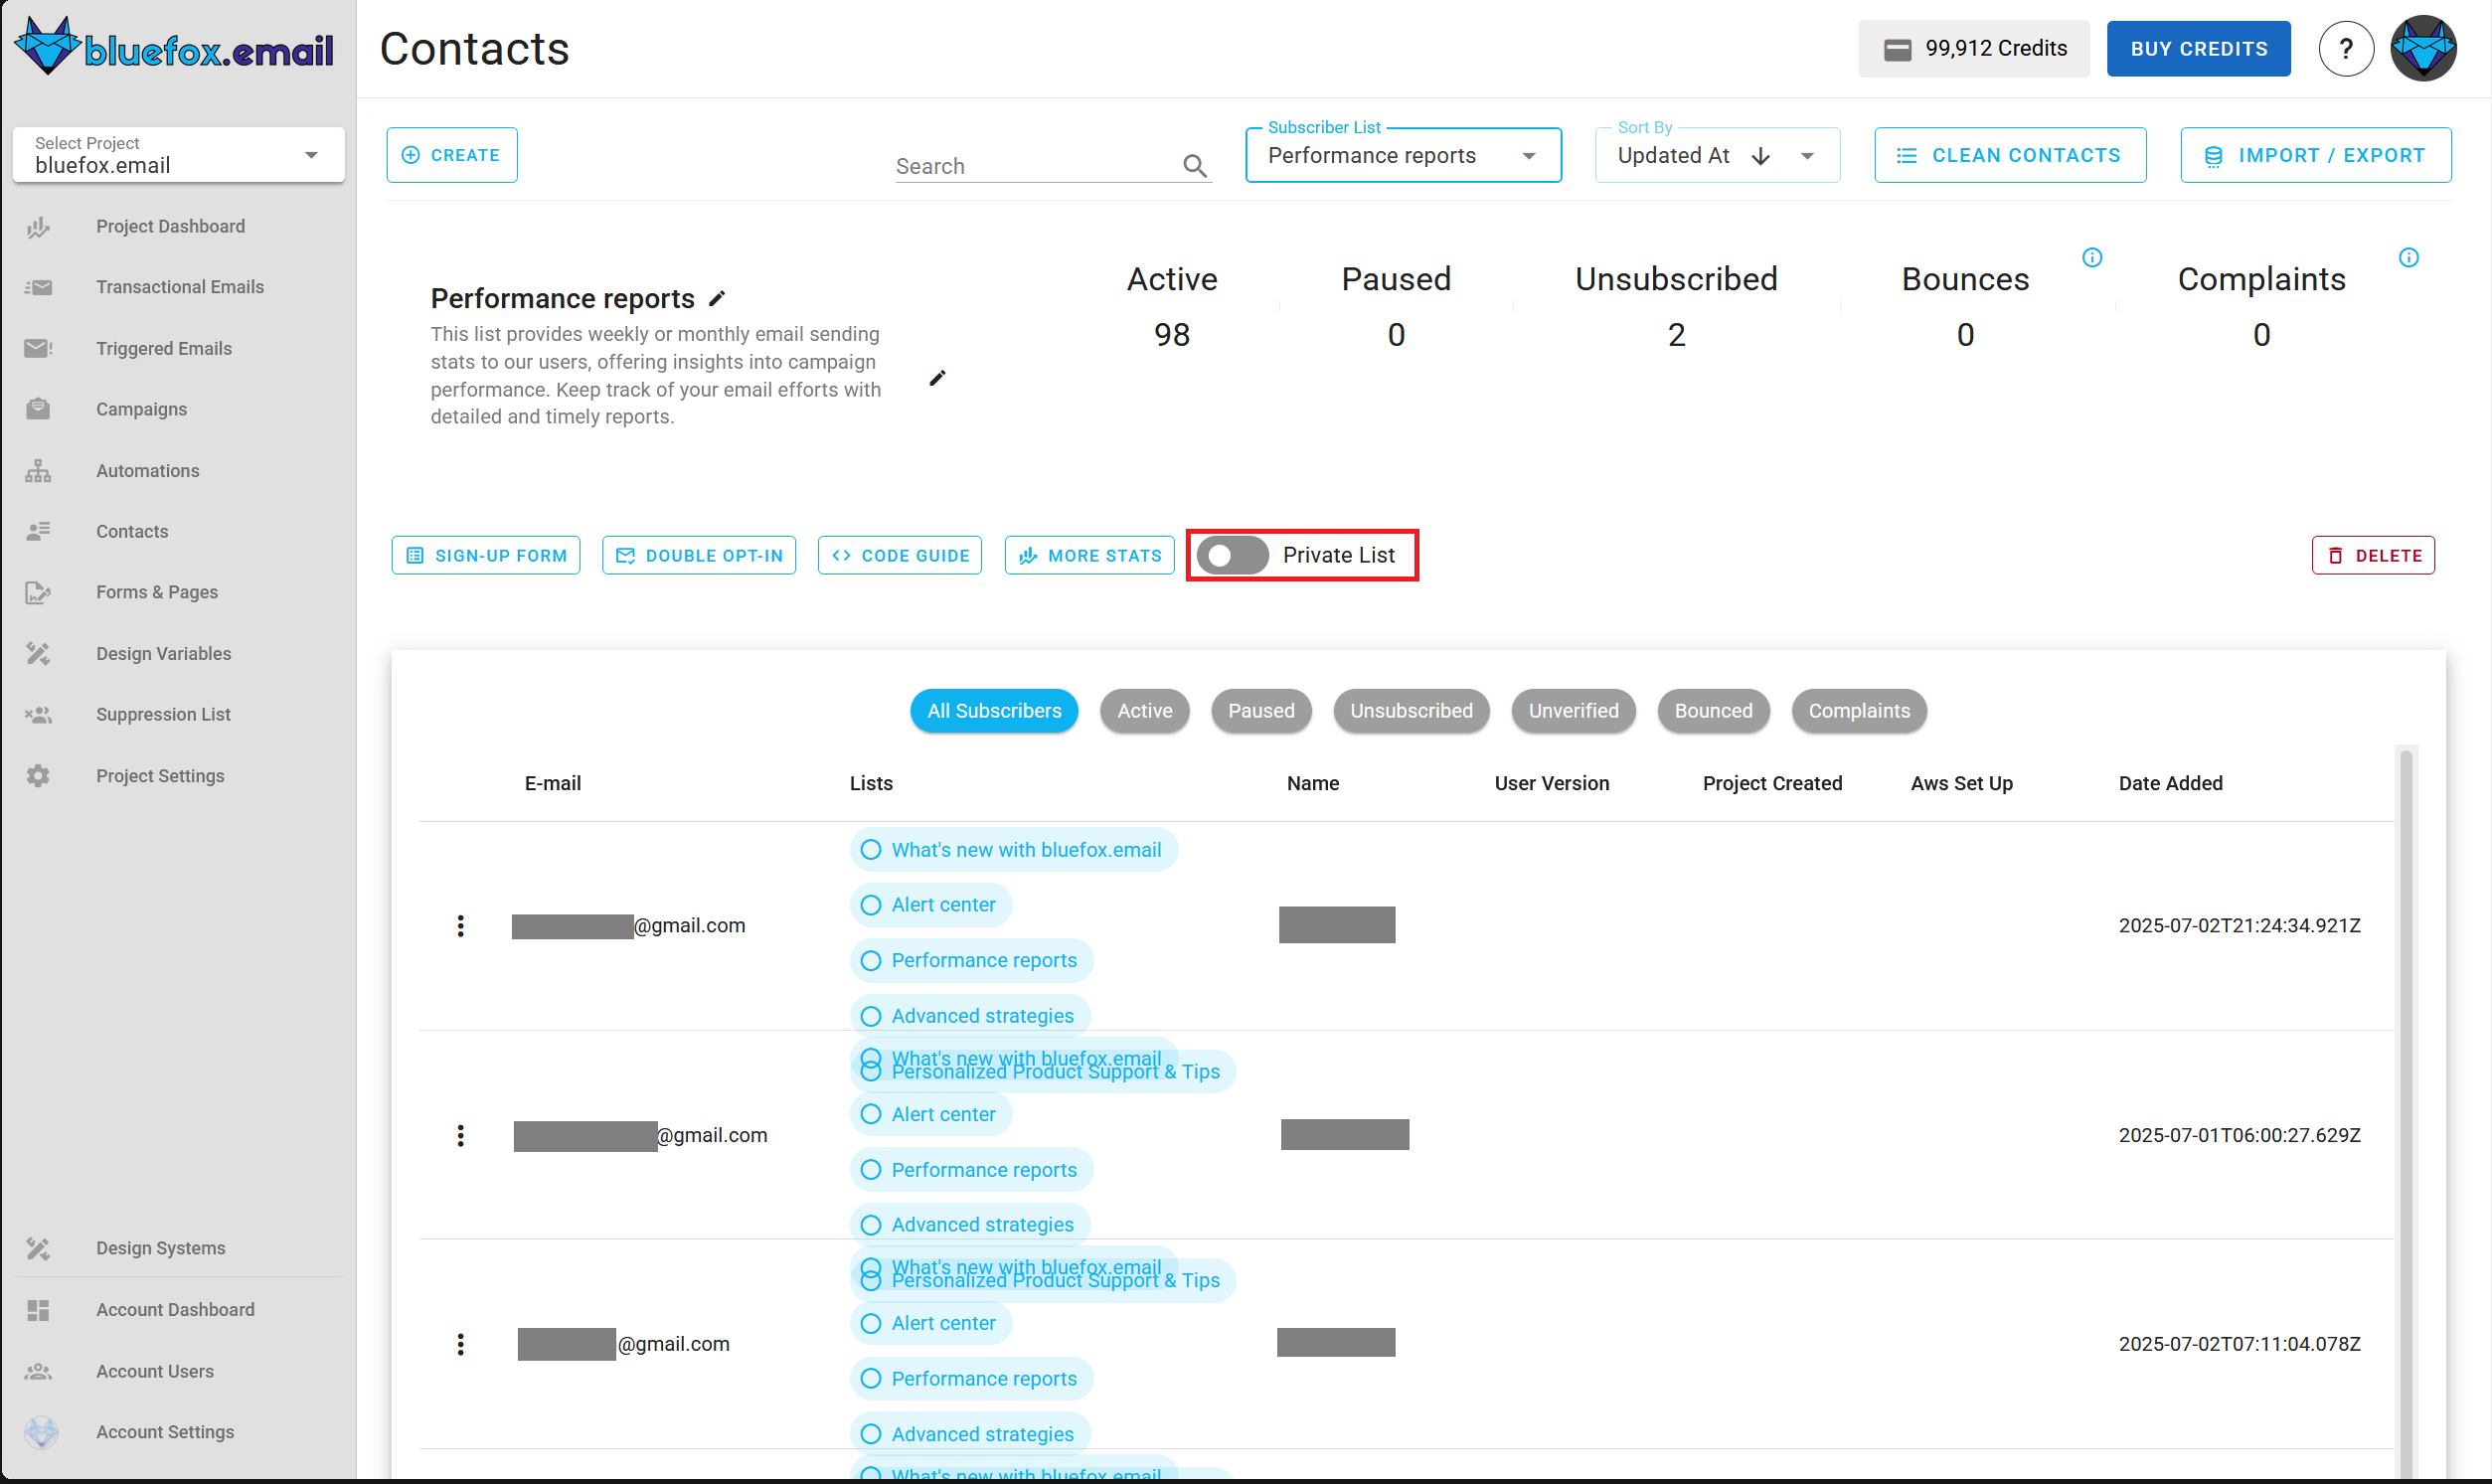 bluefox.email
Contacts
99,912 Credits
BUY CREDITS
?
Select Project
bluefox.email
Project Dashboard
Transactional Emails
Triggered Emails
Campaigns
Automations
Contacts
Forms & Pages
Design Variables
Suppression List
Project Settings
Design Systems
Account Dashboard
Account Users
Account Settings
CREATE
Search
Subscriber List
Performance reports
Sort By
Updated At
CLEAN CONTACTS
IMPORT / EXPORT
Performance reports
This list provides weekly or monthly email sending
stats to our users, offering insights into campaign
performance. Keep track of your email efforts with
detailed and timely reports.
Active
98
Paused
0
Unsubscribed
2
Bounces
0
Complaints
0
SIGN-UP FORM
DOUBLE OPT-IN
CODE GUIDE
MORE STATS
Private List
DELETE
All Subscribers
Active
Paused
Unsubscribed
Unverified
Bounced
Complaints
E-mail
Lists
Name
User Version
Project Created
Aws Set Up
Date Added
@gmail.com
What's new with bluefox.email
Alert center
Performance reports
Advanced strategies
Personalized Product Support & Tips
2025-07-02T21:24:34.921Z
@gmail.com
What's new with bluefox.email
Alert center
Performance reports
Advanced strategies
Personalized Product Support & Tips
2025-07-01T06:00:27.629Z
@gmail.com
What's new with bluefox.email
Alert center
Performance reports
Advanced strategies
2025-07-02T07:11:04.078Z
What's new with bluefox.email